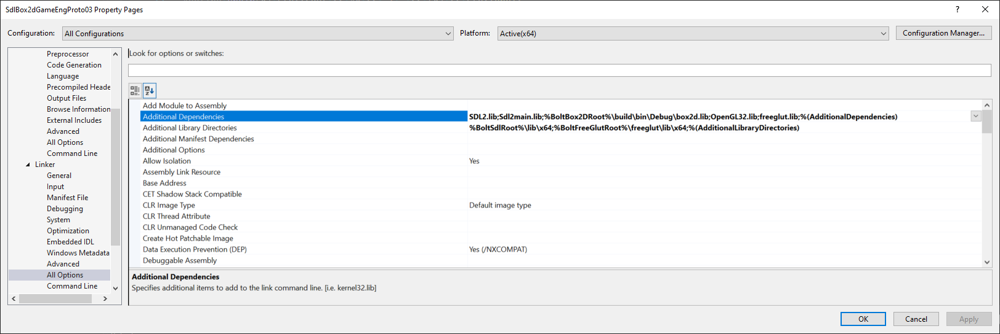 SdlBox2dGameEngProto03 Property Pages
?
Configuration: All Configurations Platform: Active(x64) Configuration Manager...
Preprocessor
Code Generation
Language
Precompiled Heade
Output Files
Browse Information
External Includes
Advanced
All Options
Command Line
Linker
General
Input
Manifest File
Debugging
System
Optimization
Embedded IDL
Windows Metadata
Advanced
All Options
Command Line
Look for options or switches:
Add Module to Assembly
Additional Dependencies SDL2.lib;Sdl2main.lib;%BoltBox2DRoot%\build\bin\Debug\box2d.lib;OpenGL32.lib;freeglut.lib;%(AdditionalDependencies)
Additional Library Directories %BoltSdlRoot%\lib\x64;%BoltFreeGlutRoot%\freeglut\lib\x64;%(AdditionalLibraryDirectories)
Additional Manifest Dependencies
Additional Options
Allow Isolation Yes
Assembly Link Resource
Base Address
CET Shadow Stack Compatible
CLR Image Type Default image type
CLR Thread Attribute
CLR Unmanaged Code Check
Create Hot Patchable Image
Data Execution Prevention (DEP) Yes (/NXCOMPAT)
Debuggable Assembly
Additional Dependencies
Specifies additional items to add to the link command line. [i.e. kernel32.lib]
OK Cancel Apply